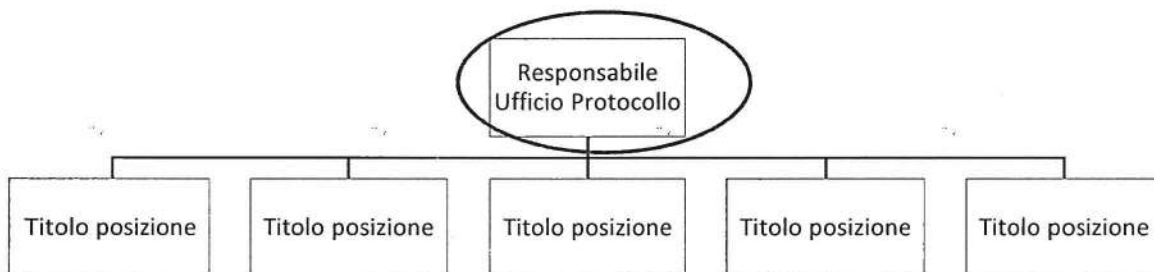 Responsabile
Ufficio Protocollo
Titolo posizione
Titolo posizione
Titolo posizione
Titolo posizione
Titolo posizione